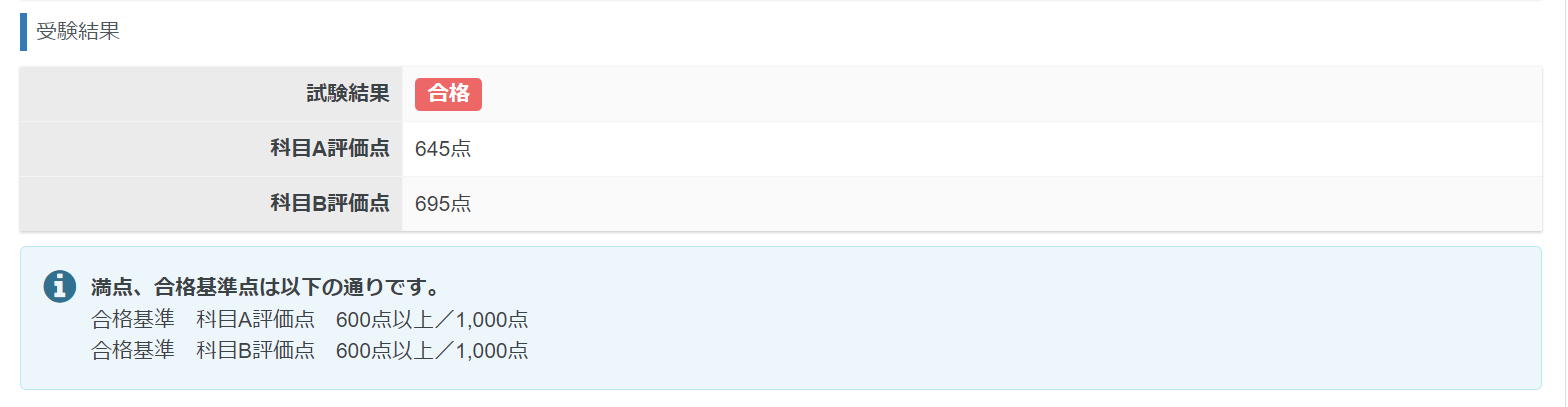 受験結果
試験結果 合格
科目A評価点 645点
科目B評価点 695点
満点、合格基準点は以下の通りです。
合格基準　科目A評価点　600点以上／1,000点
合格基準　科目B評価点　600点以上／1,000点